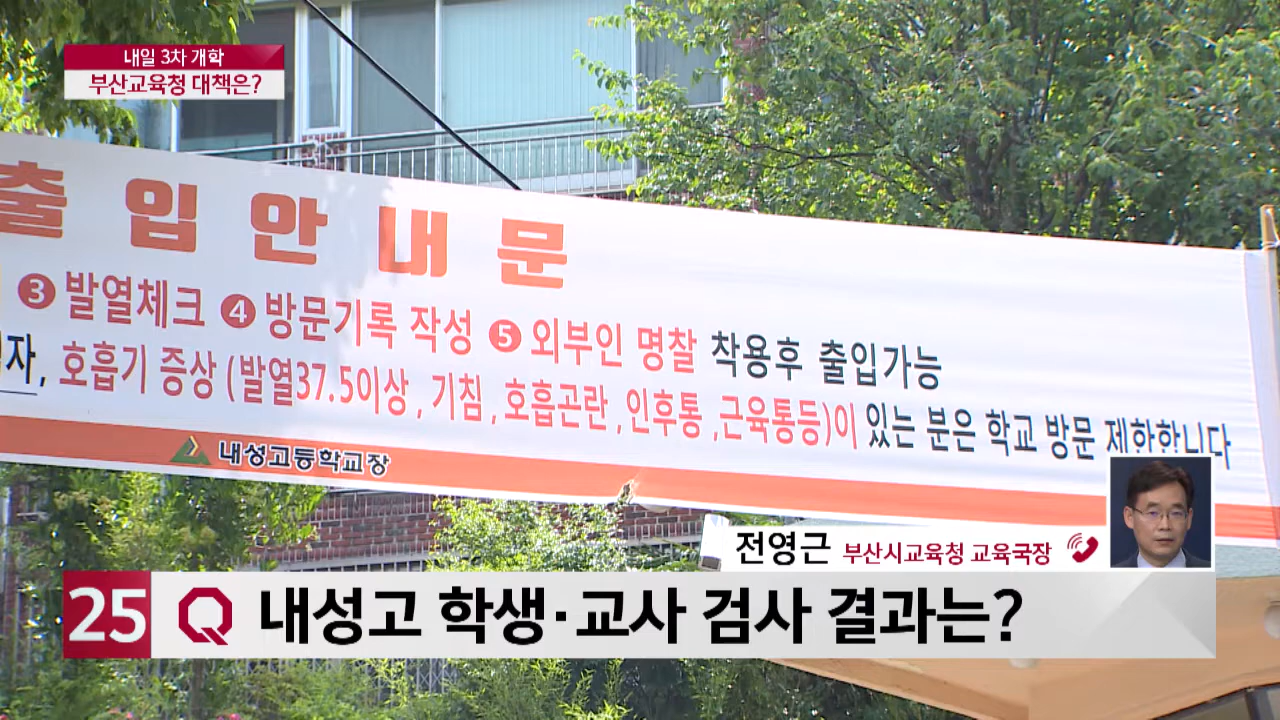 내일 3차 개학
부산교육청 대책은?
출입안내문
③ 발열체크 ④ 방문기록 작성 ⑤ 외부인 명찰 착용후 출입가능
자, 호흡기 증상 (발열37.5이상, 기침, 호흡곤란, 인후통, 근육통등)이 있는 분은 학교 방문 제한합니다
내성고등학교장
전영근 부산시교육청 교육국장
25 Q 내성고 학생·교사 검사 결과는?